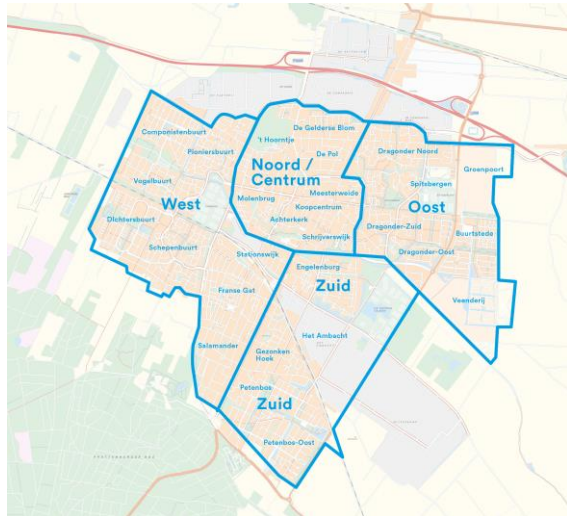 De Gelderse Blom
Componistenbuurt
't Hoorntje
Pioniersbuurt
De Pol
Dragonder Noord
Noord /
Centrum
Groenpoort
Vogelbuurt
Spitsbergen
West
Meesterweide
Molenbrug
Koopcentrum
Oost
Dichtersbuurt
Achterkerk
Dragonder-Zuid
Schrijverswijk
Buurtstede
Schepenbuurt
Stationswijk
Dragonder-Oost
Engelenburg
Zuid
Franse Gat
Veenderij
Het Ambacht
Salamander
Gezonken
Hoek
Petenbos
Zuid
Petenbos-Oost